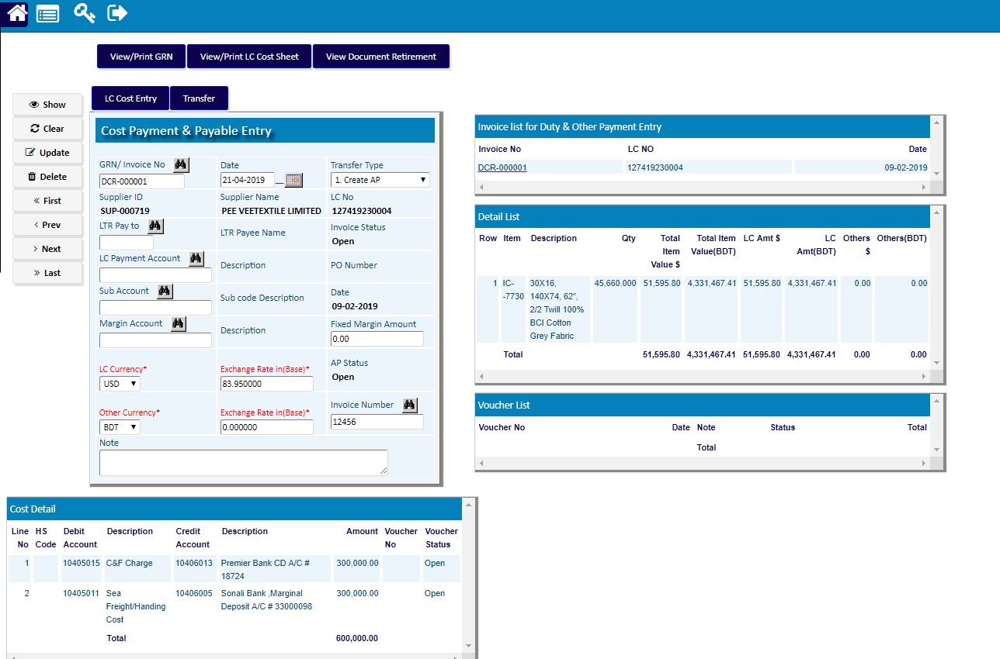 View/Print GRN View/Print LC Cost Sheet View Document Retirement
LC Cost Entry Transfer
Show
Clear
Update
Delete
« First
‹ Prev
› Next
» Last
Cost Payment & Payable Entry
GRN/ Invoice No Date Transfer Type
DCR-000001 21-04-2019 1. Create AP
Supplier ID Supplier Name LC No
SUP-000719 PEE VEETEXTILE LIMITED 127419230004
LTR Pay to LTR Payee Name Invoice Status
Open
LC Payment Account Description PO Number
Sub Account Sub code Description Date
09-02-2019
Margin Account Description Fixed Margin Amount
0.00
LC Currency* Exchange Rate in(Base)* AP Status
USD 83.950000 Open
Other Currency* Exchange Rate in(Base)* Invoice Number
BDT 0.000000 12456
Note
Invoice list for Duty & Other Payment Entry
Invoice No LC NO Date
DCR-000001 127419230004 09-02-2019
Detail List
Row Item Description Qty Total LC Amt $ LC Others Others(BDT)
Item
Value $
Total Item
Value(BDT)
Amt(BDT)
$
1 IC- 30X16, 45,660.000 51,595.80 4,331,467.41 51,595.80 4,331,467.41 0.00 0.00
-7730 140X74, 62",
2/2 Twill 100%
BCI Cotton
Grey Fabric
Total 51,595.80 4,331,467.41 51,595.80 4,331,467.41 0.00 0.00
Voucher List
Voucher No Date Note Status Total
Total
Cost Detail
Line HS Debit Description Credit Description Amount Voucher Voucher
No Code Account Account No Status
1 10405015 C&F Charge 10406013 Premier Bank CD A/C # 300,000.00 Open
18724
2 10405011 Sea 10406005 Sonali Bank ,Marginal 300,000.00 Open
Freight/Handing Deposit A/C # 33000098
Cost
Total 600,000.00